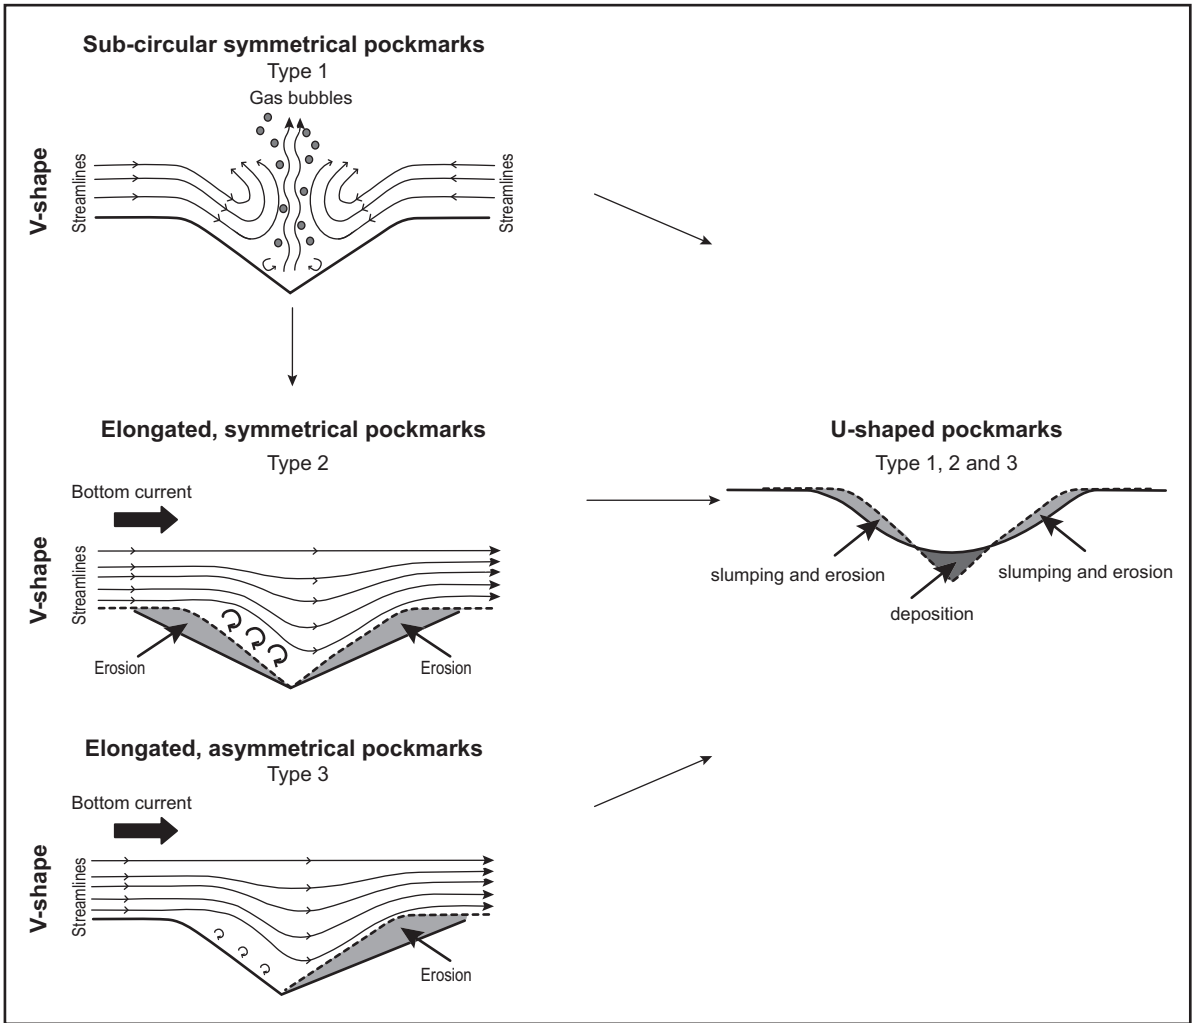 Sub-circular symmetrical pockmarks
Type 1
Gas bubbles
V-shape
Streamlines
Streamlines
Elongated, symmetrical pockmarks
Type 2
Bottom current
V-shape
Streamlines
Erosion
Erosion
U-shaped pockmarks
Type 1, 2 and 3
slumping and erosion
slumping and erosion
deposition
Elongated, asymmetrical pockmarks
Type 3
Bottom current
V-shape
Streamlines
Erosion